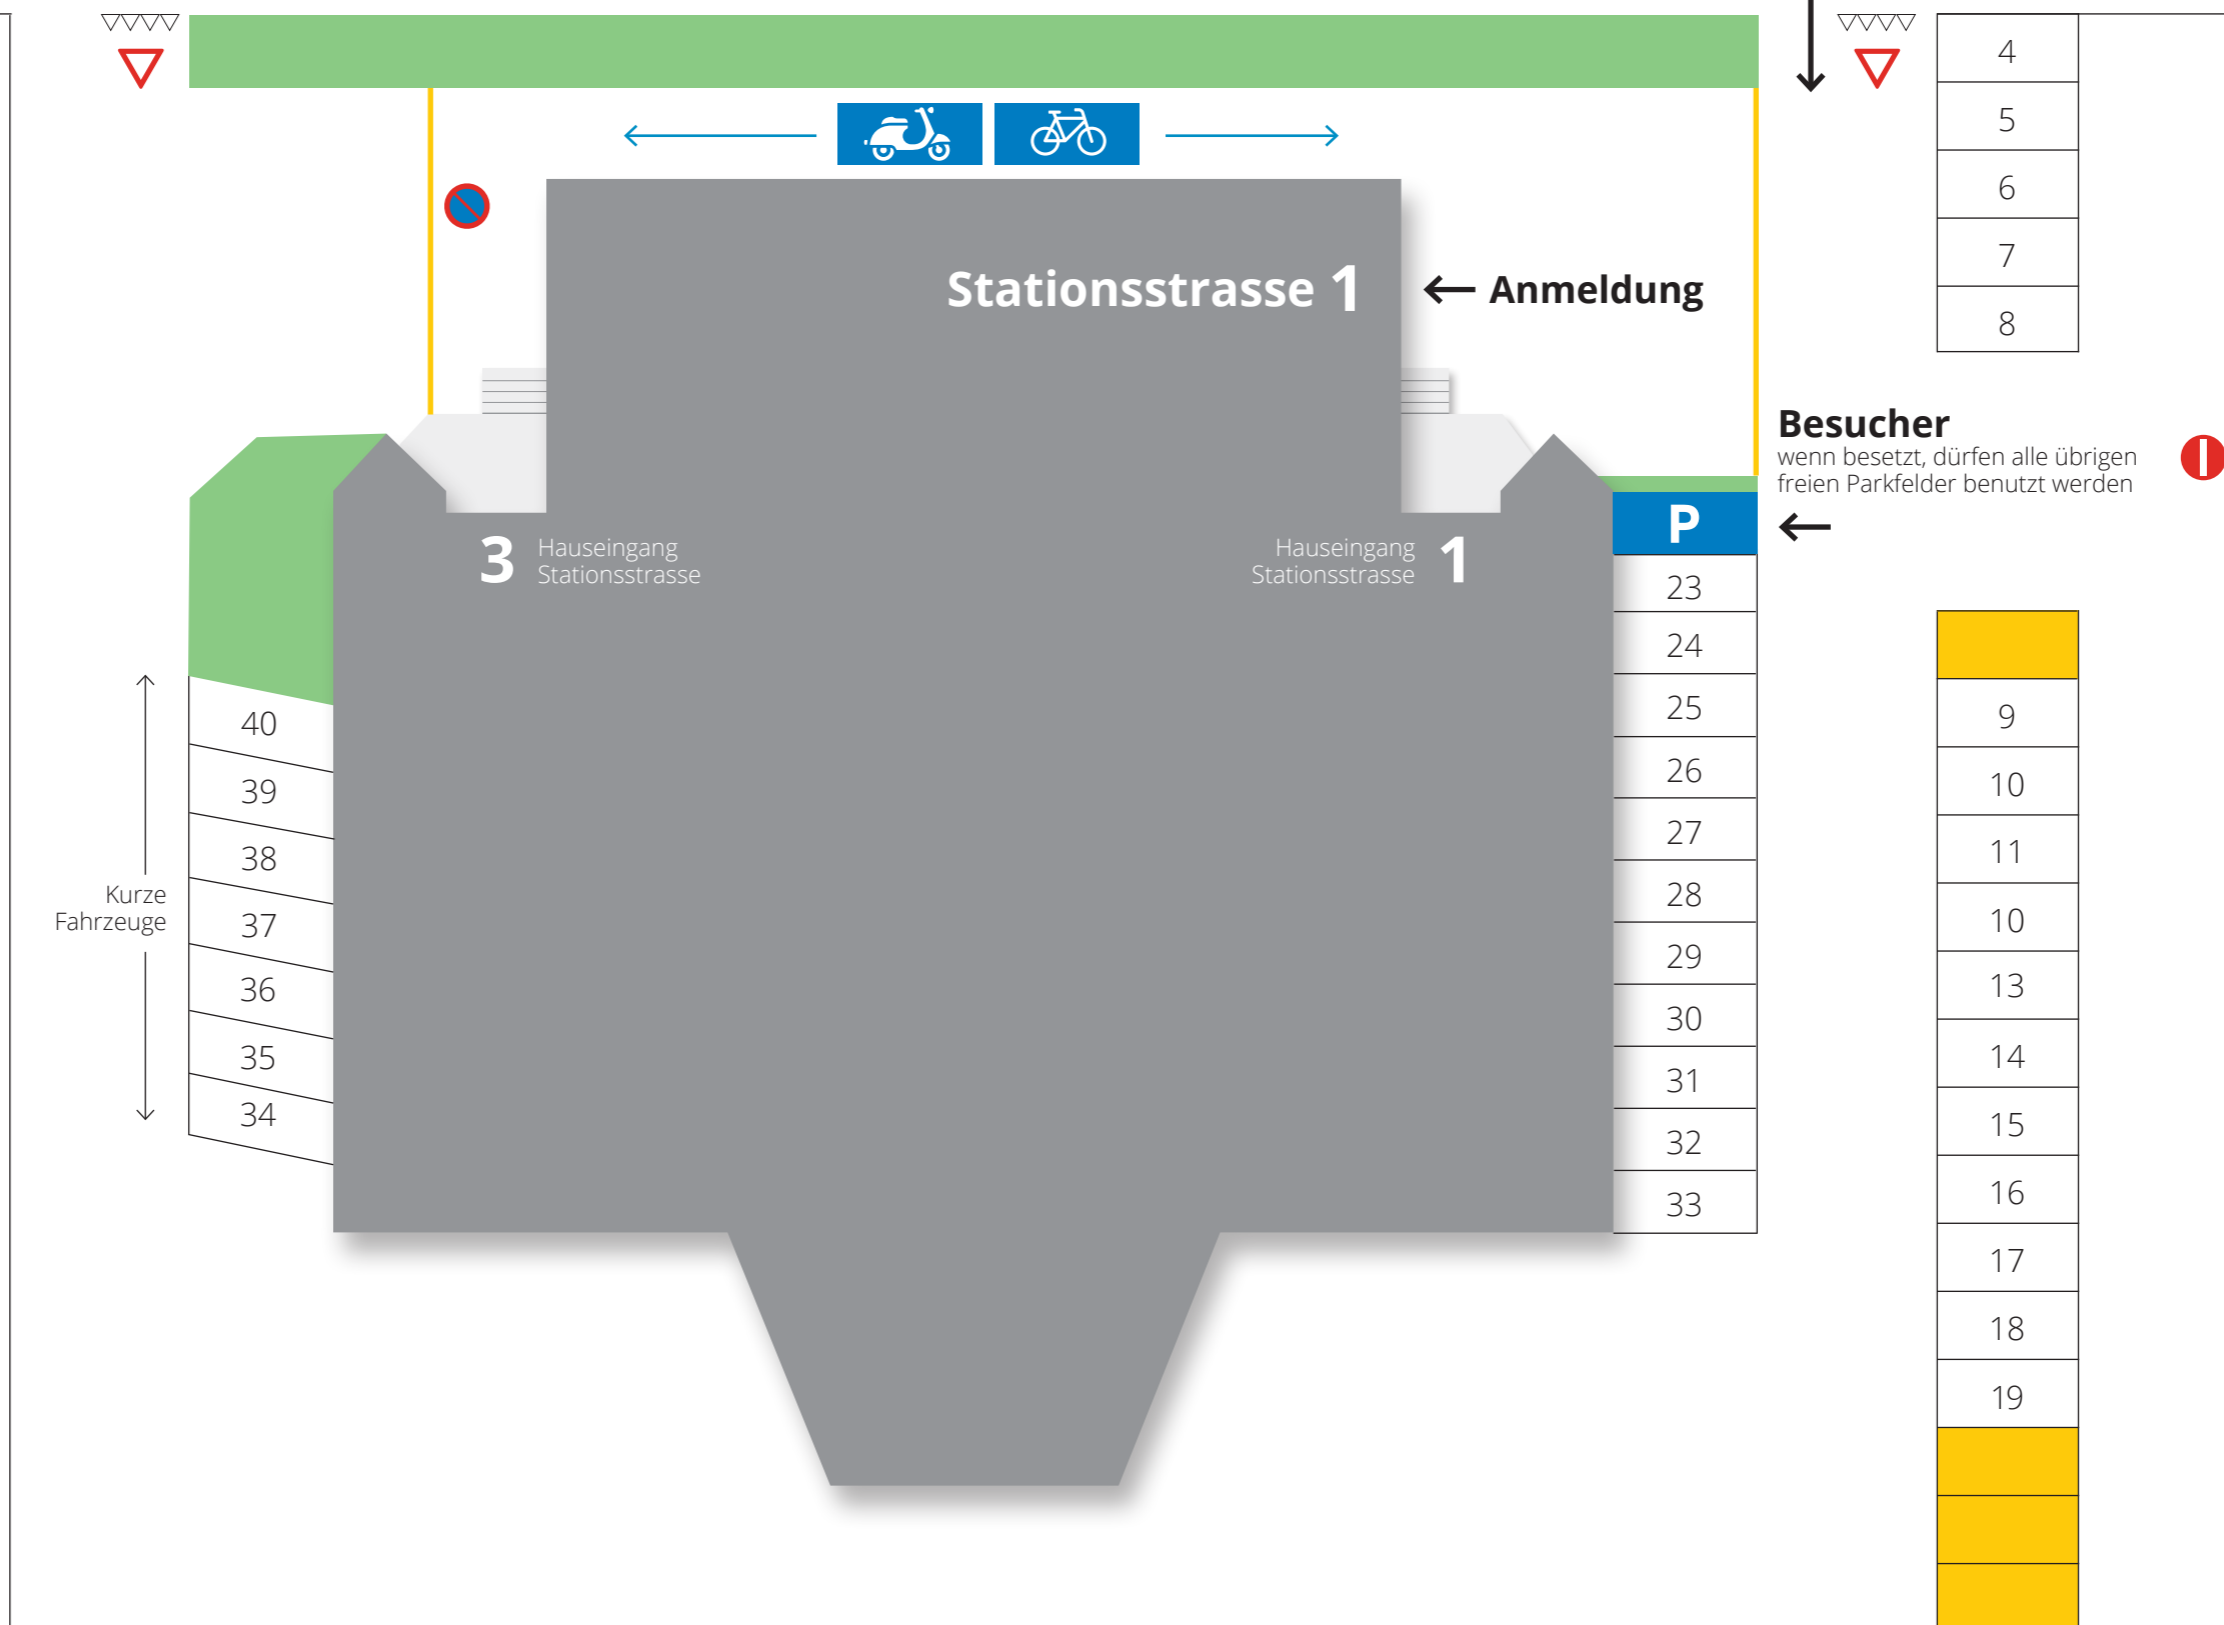 4
5
6
7
8
Stationsstrasse 1
← Anmeldung
Besucher
wenn besetzt, dürfen alle übrigen
freien Parkfelder benutzt werden
←
P
3 Hauseingang
Stationsstrasse
Hauseingang 1
Stationsstrasse
23
24
25
26
27
28
29
30
31
32
33
40
39
38
37
36
35
34
Kurze
Fahrzeuge
9
10
11
10
13
14
15
16
17
18
19